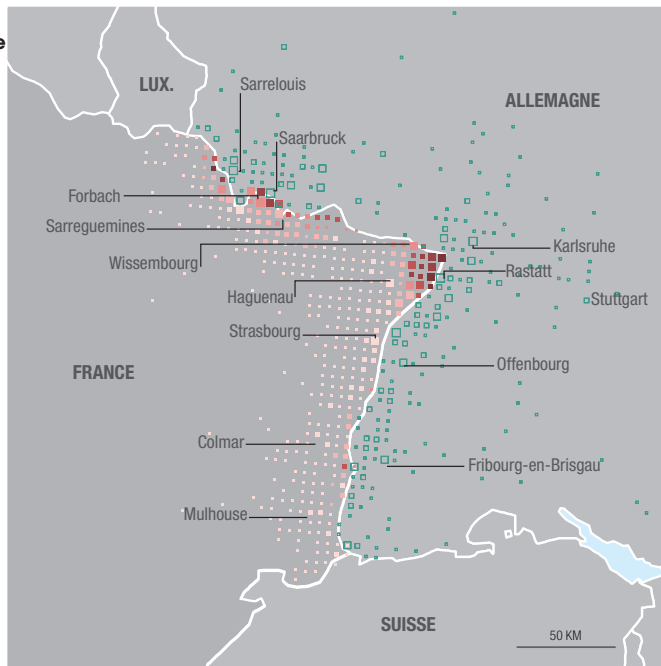 e
LUX.
Sarrelouis
ALLEMAGNE
Saarbruck
Forbach
Sarreguemines
Karlsruhe
Wissembourg
Rastatt
Haguenau
Stuttgart
Strasbourg
Offenbourg
FRANCE
Colmar
Fribourg-en-Brisgau
Mulhouse
SUISSE
50 KM